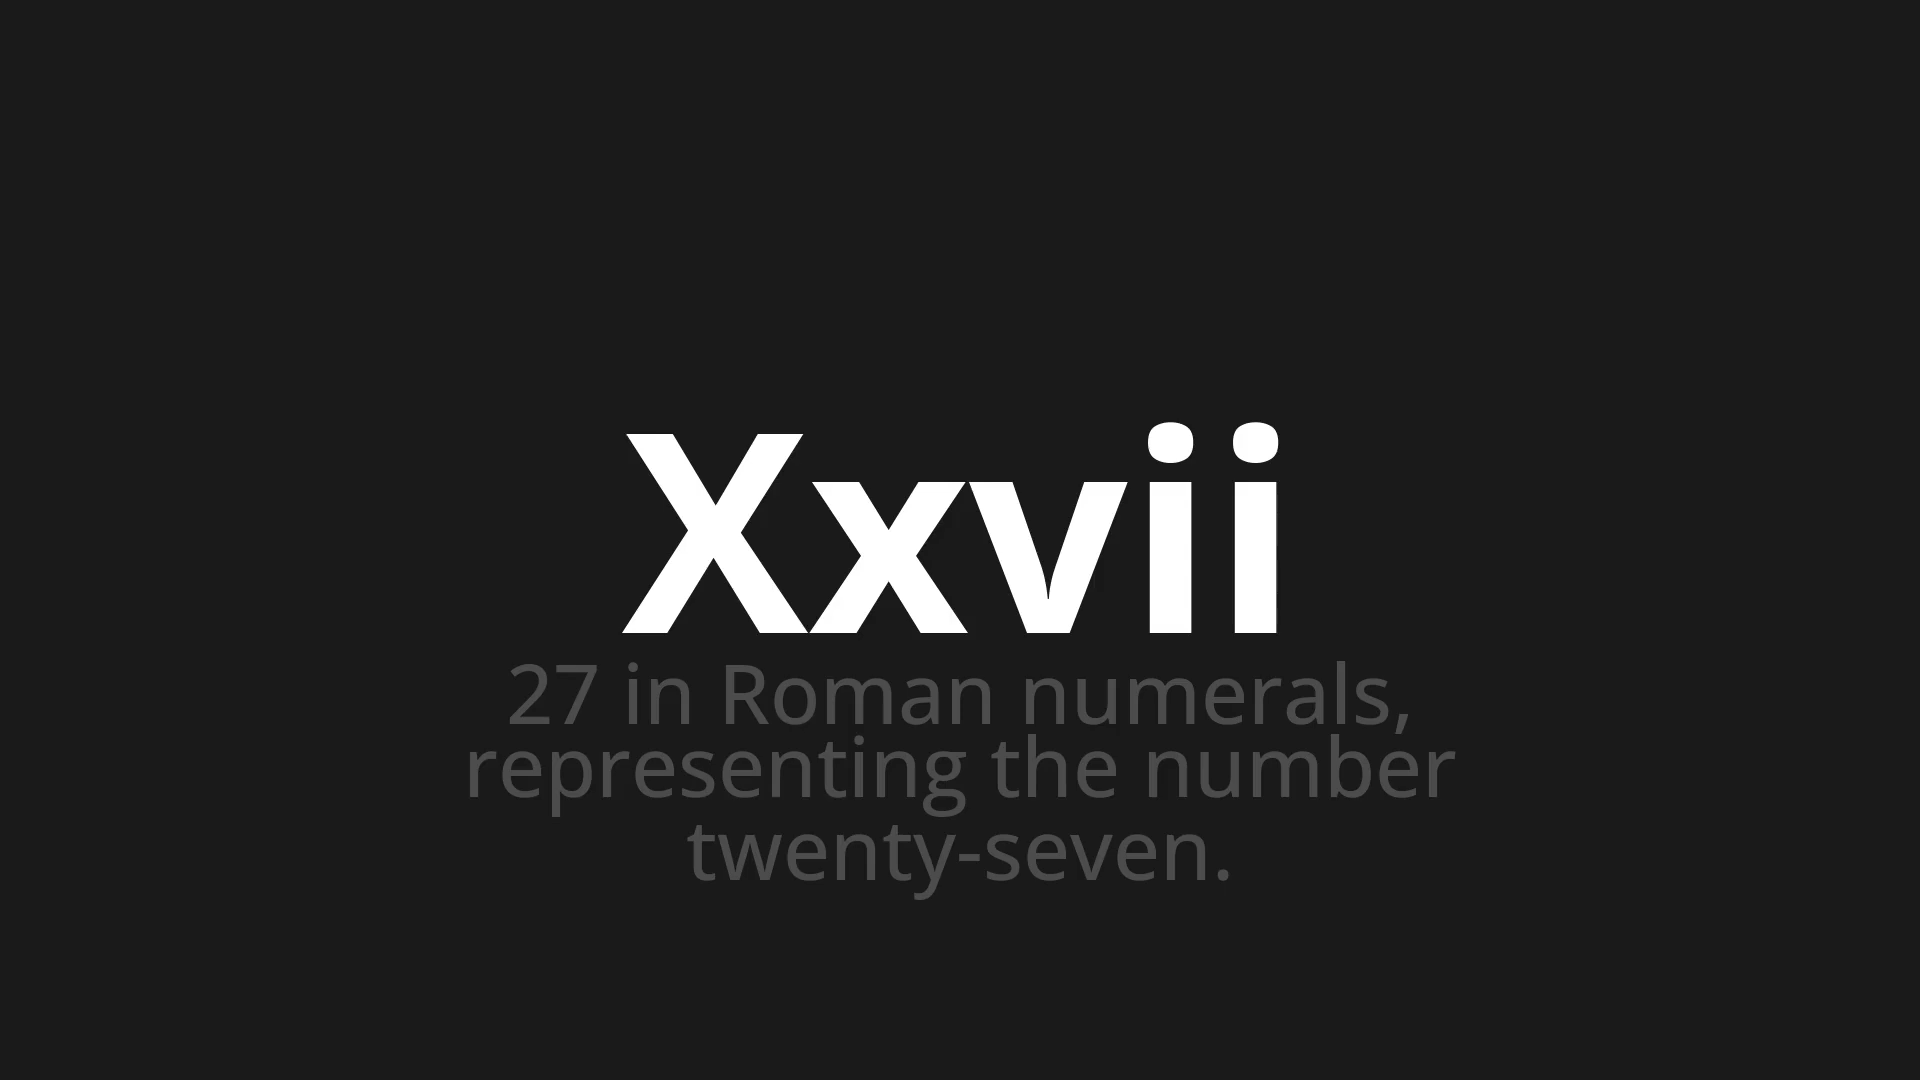 Xxvii
27 in Roman numerals,
representing the number
twenty-seven.